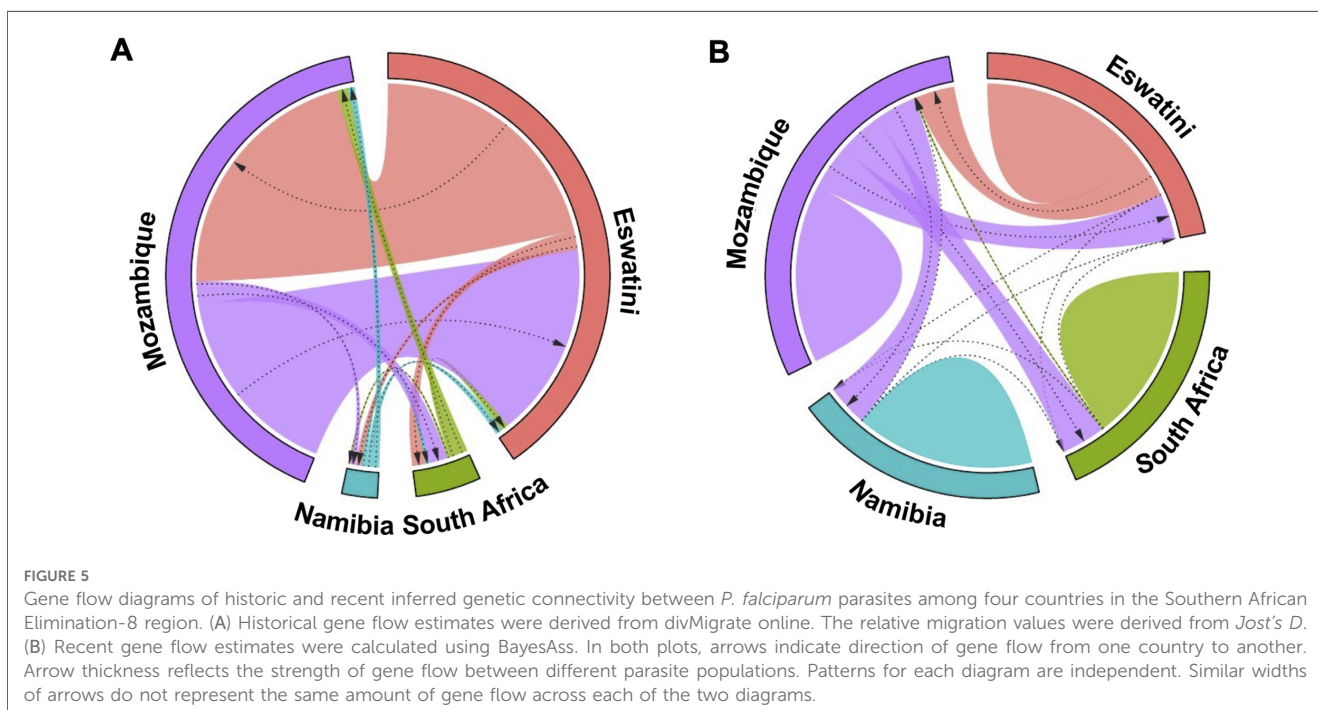 A
B
Mozambique
Eswatini
Namibia
South Africa
Mozambique
Eswatini
South Africa
Namibia
FIGURE 5
Gene flow diagrams of historic and recent inferred genetic connectivity between P. falciparum parasites among four countries in the Southern African
Elimination-8 region. (A) Historical gene flow estimates were derived from divMigrate online. The relative migration values were derived from Jost's D.
(B) Recent gene flow estimates were calculated using BayesAss. In both plots, arrows indicate direction of gene flow from one country to another.
Arrow thickness reflects the strength of gene flow between different parasite populations. Patterns for each diagram are independent. Similar widths
of arrows do not represent the same amount of gene flow across each of the two diagrams.